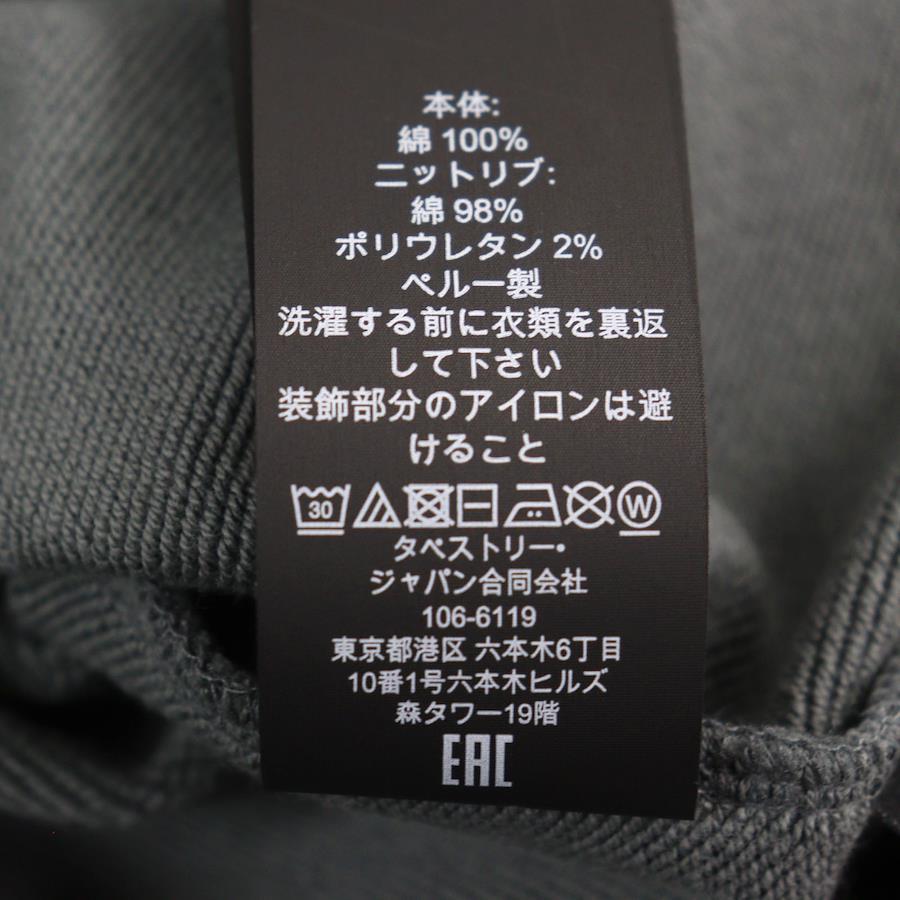 本体:
綿 100%
ニットリブ:
綿 98%
ポリウレタン 2%
ペルー製
洗濯する前に衣類を裏返
して下さい
装飾部分のアイロンは避
けること
30 W
タペストリー・
ジャパン合同会社
106-6119
東京都港区 六本木6丁目
10番1号六本木ヒルズ
森タワー19階
EAC